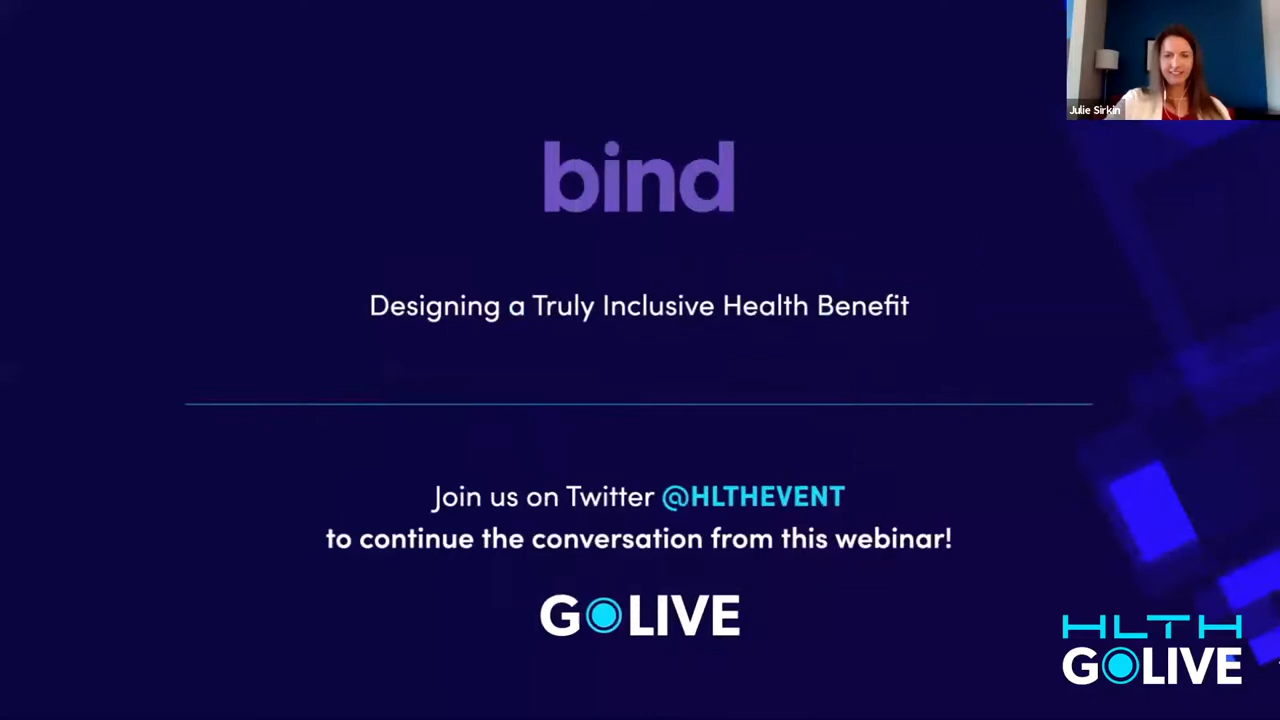 Julie Sirkin
bind
Designing a Truly Inclusive Health Benefit
Join us on Twitter @HLTHEVENT
to continue the conversation from this webinar!
GOLIVE
HLTH
GOLIVE